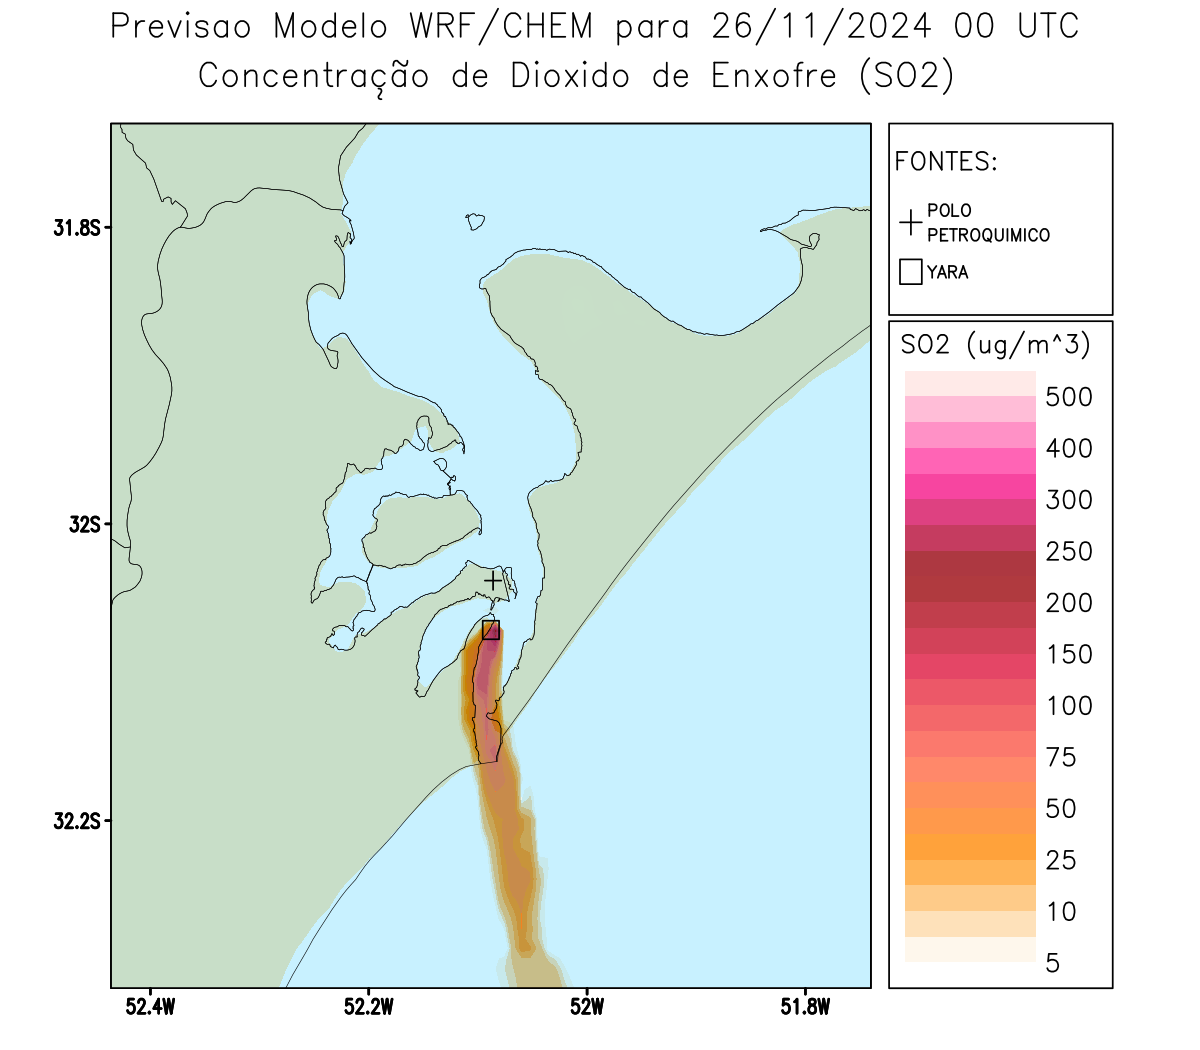 Previsao Modelo WRF/CHEM para 26/11/2024 00 UTC
Concentração de Dioxido de Enxofre (SO2)
FONTES:
POLO
PETROQUIMICO
YARA
31.8S
32S
32.2S
52.4W
52.2W
52W
51.8W
SO2 (ug/m^3)
500
400
300
250
200
150
100
75
50
25
10
5